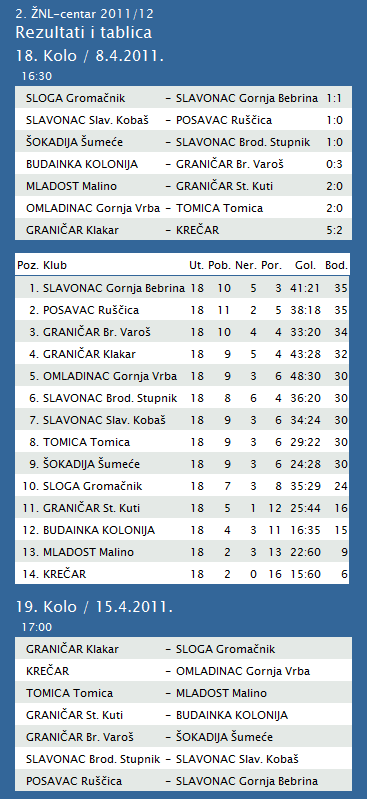 2. ŽNL-centar 2011/12
Rezultati i tablica
18. Kolo / 8.4.2011.
16:30
SLOGA Gromačnik - SLAVONAC Gornja Bebrina 1:1
SLAVONAC Slav. Kobaš - POSAVAC Ruščica 1:0
ŠOKADIJA Šumeće - SLAVONAC Brod. Stupnik 1:0
BUDAINKA KOLONIJA - GRANIČAR Br. Varoš 0:3
MLADOST Malino - GRANIČAR St. Kuti 2:0
OMLADINAC Gornja Vrba - TOMICA Tomica 2:0
GRANIČAR Klakar - KREČAR 5:2
Poz. Klub Ut. Pob. Ner. Por. Gol. Bod.
1. SLAVONAC Gornja Bebrina 18 10 5 3 41:21 35
2. POSAVAC Ruščica 18 11 2 5 38:18 35
3. GRANIČAR Br. Varoš 18 10 4 4 33:20 34
4. GRANIČAR Klakar 18 9 5 4 43:28 32
5. OMLADINAC Gornja Vrba 18 9 3 6 48:30 30
6. SLAVONAC Brod. Stupnik 18 8 6 4 36:20 30
7. SLAVONAC Slav. Kobaš 18 9 3 6 34:24 30
8. TOMICA Tomica 18 9 3 6 29:22 30
9. ŠOKADIJA Šumeće 18 9 3 6 24:28 30
10. SLOGA Gromačnik 18 7 3 8 35:29 24
11. GRANIČAR St. Kuti 18 5 1 12 25:44 16
12. BUDAINKA KOLONIJA 18 4 3 11 16:35 15
13. MLADOST Malino 18 2 3 13 22:60 9
14. KREČAR 18 2 0 16 15:60 6
19. Kolo / 15.4.2011.
17:00
GRANIČAR Klakar - SLOGA Gromačnik
KREČAR - OMLADINAC Gornja Vrba
TOMICA Tomica - MLADOST Malino
GRANIČAR St. Kuti - BUDAINKA KOLONIJA
GRANIČAR Br. Varoš - ŠOKADIJA Šumeće
SLAVONAC Brod. Stupnik - SLAVONAC Slav. Kobaš
POSAVAC Ruščica - SLAVONAC Gornja Bebrina